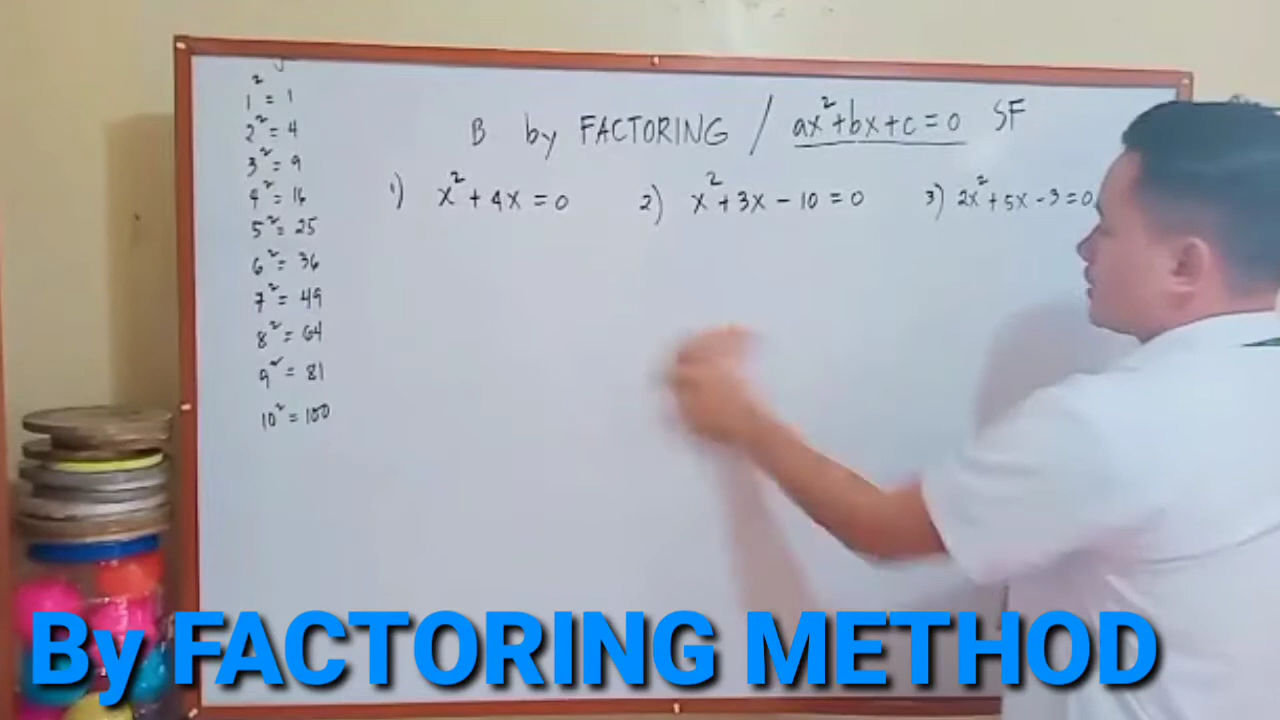 1² = 1
2² = 4
3² = 9
4² = 16
5² = 25
6² = 36
7² = 49
8² = 64
9² = 81
10² = 100
B by FACTORING / ax²+bx+c=0 SF
1) x² + 4x = 0
2) x² + 3x - 10 = 0
3) 2x² + 5x - 3 = 0
By FACTORING METHOD